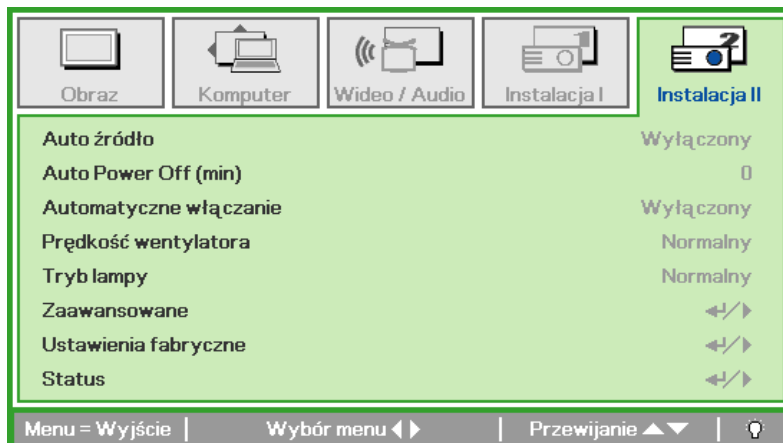 Obraz
Komputer
Wideo / Audio
Instalacja I
Instalacja II
Auto źródło Wyłączony
Auto Power Off (min) 0
Automatyczne włączanie Wyłączony
Prędkość wentylatora Normalny
Tryb lampy Normalny
Zaawansowane
Ustawienia fabryczne
Status
Menu = Wyjście | Wybór menu | Przewijanie |